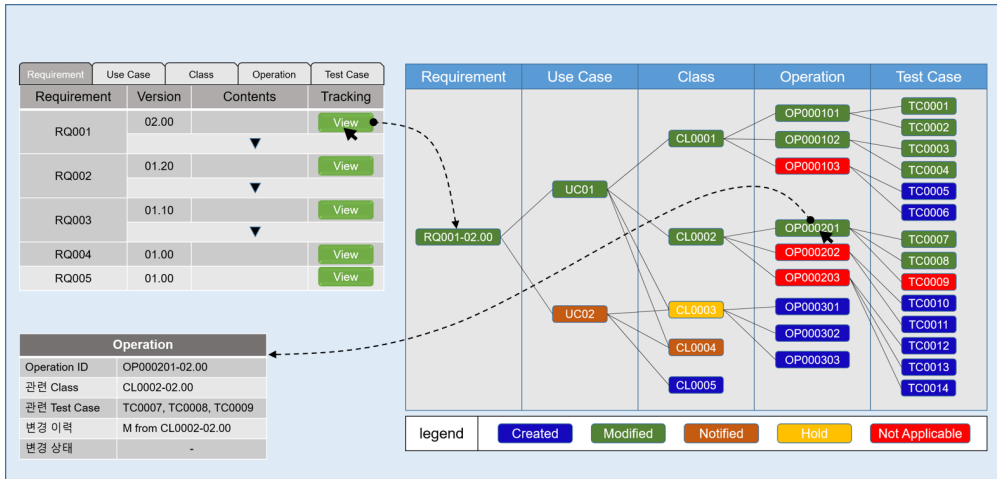 Requirement Use Case Class Operation Test Case
Requirement Version Contents Tracking
RQ001 02.00 View
RQ002 01.20 View
RQ003 01.10 View
RQ004 01.00 View
RQ005 01.00 View
Operation
Operation ID OP000201-02.00
관련 Class CL0002-02.00
관련 Test Case TC0007, TC0008, TC0009
변경 이력 M from CL0002-02.00
변경 상태 -
Requirement Use Case Class Operation Test Case
RQ001-02.00
UC01
UC02
CL0001
CL0002
CL0003
CL0004
CL0005
OP000101
OP000102
OP000103
OP000201
OP000202
OP000203
OP000301
OP000302
OP000303
TC0001
TC0002
TC0003
TC0004
TC0005
TC0006
TC0007
TC0008
TC0009
TC0010
TC0011
TC0012
TC0013
TC0014
legend Created Modified Notified Hold Not Applicable